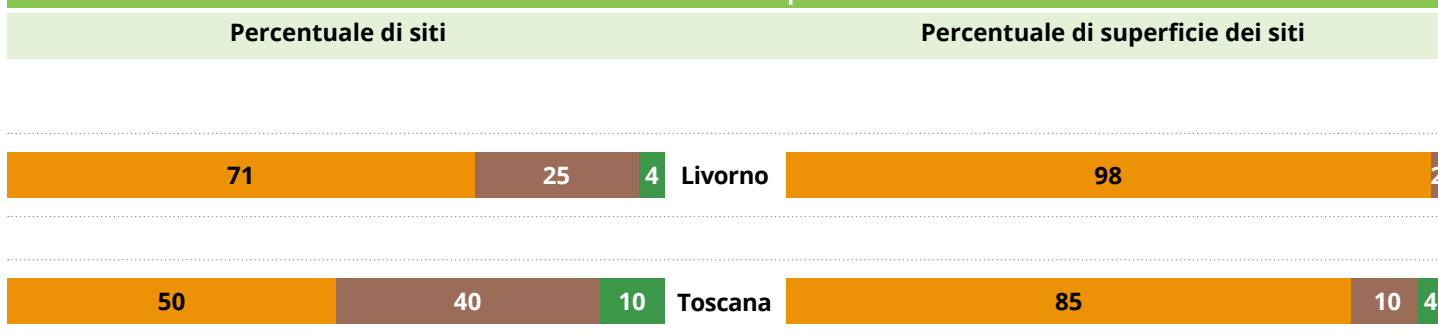 Percentuale di siti Percentuale di superficie dei siti
71 25 4 Livorno 98 2
50 40 10 Toscana 85 10 4